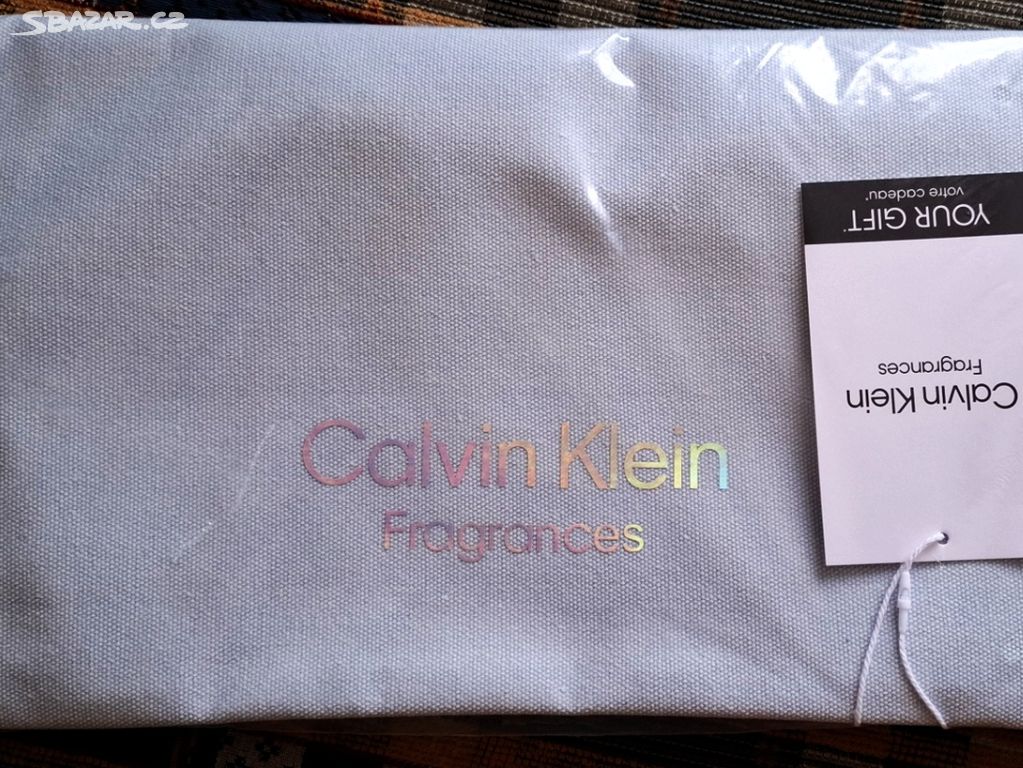 SBAZAR.CZ
YOUR GIFT*
votre cadeau*
Calvin Klein
Fragrances
Calvin Klein
Fragrances